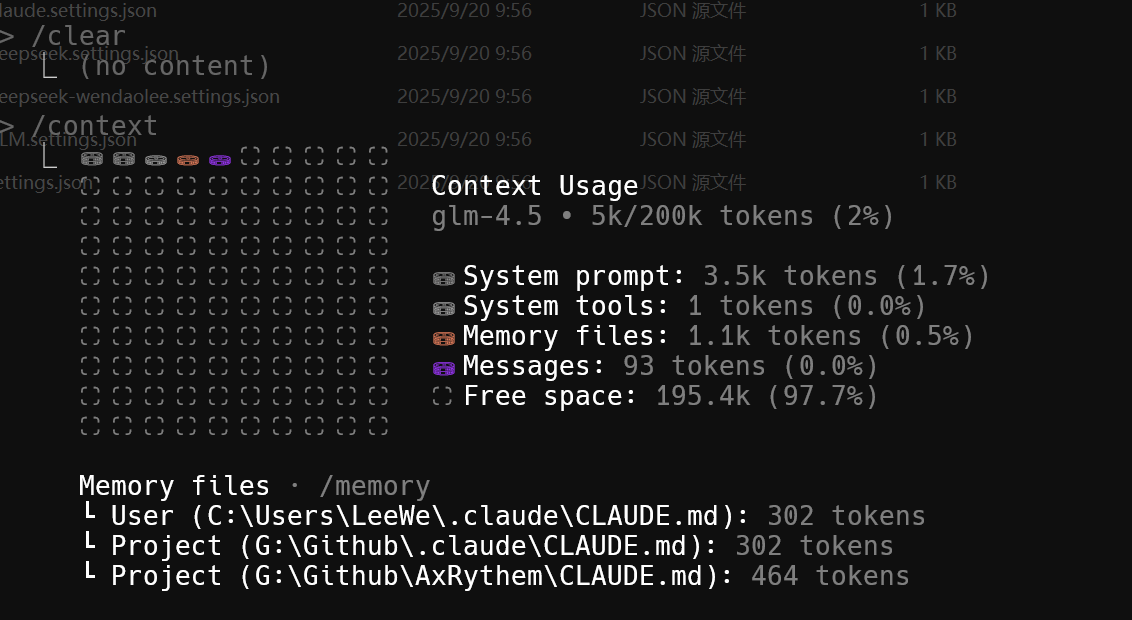 laude.settings.json 2025/9/20 9:56 JSON 源文件 1 KB
> /clear
eepseek.settings.json 2025/9/20 9:56 JSON 源文件 1 KB
└ (no content)
eepseek-wendaolee.settings.json 2025/9/20 9:56 JSON 源文件 1 KB
> /context
LM.settings.json 2025/9/20 9:56 JSON 源文件 1 KB
ettings.json 2025/9/20 9:56 JSON 源文件 1 KB
Context Usage
glm-4.5 • 5k/200k tokens (2%)
System prompt: 3.5k tokens (1.7%)
System tools: 1 tokens (0.0%)
Memory files: 1.1k tokens (0.5%)
Messages: 93 tokens (0.0%)
Free space: 195.4k (97.7%)
Memory files · /memory
└ User (C:\Users\LeeWe\.claude\CLAUDE.md): 302 tokens
└ Project (G:\Github\.claude\CLAUDE.md): 302 tokens
└ Project (G:\Github\AxRythem\CLAUDE.md): 464 tokens